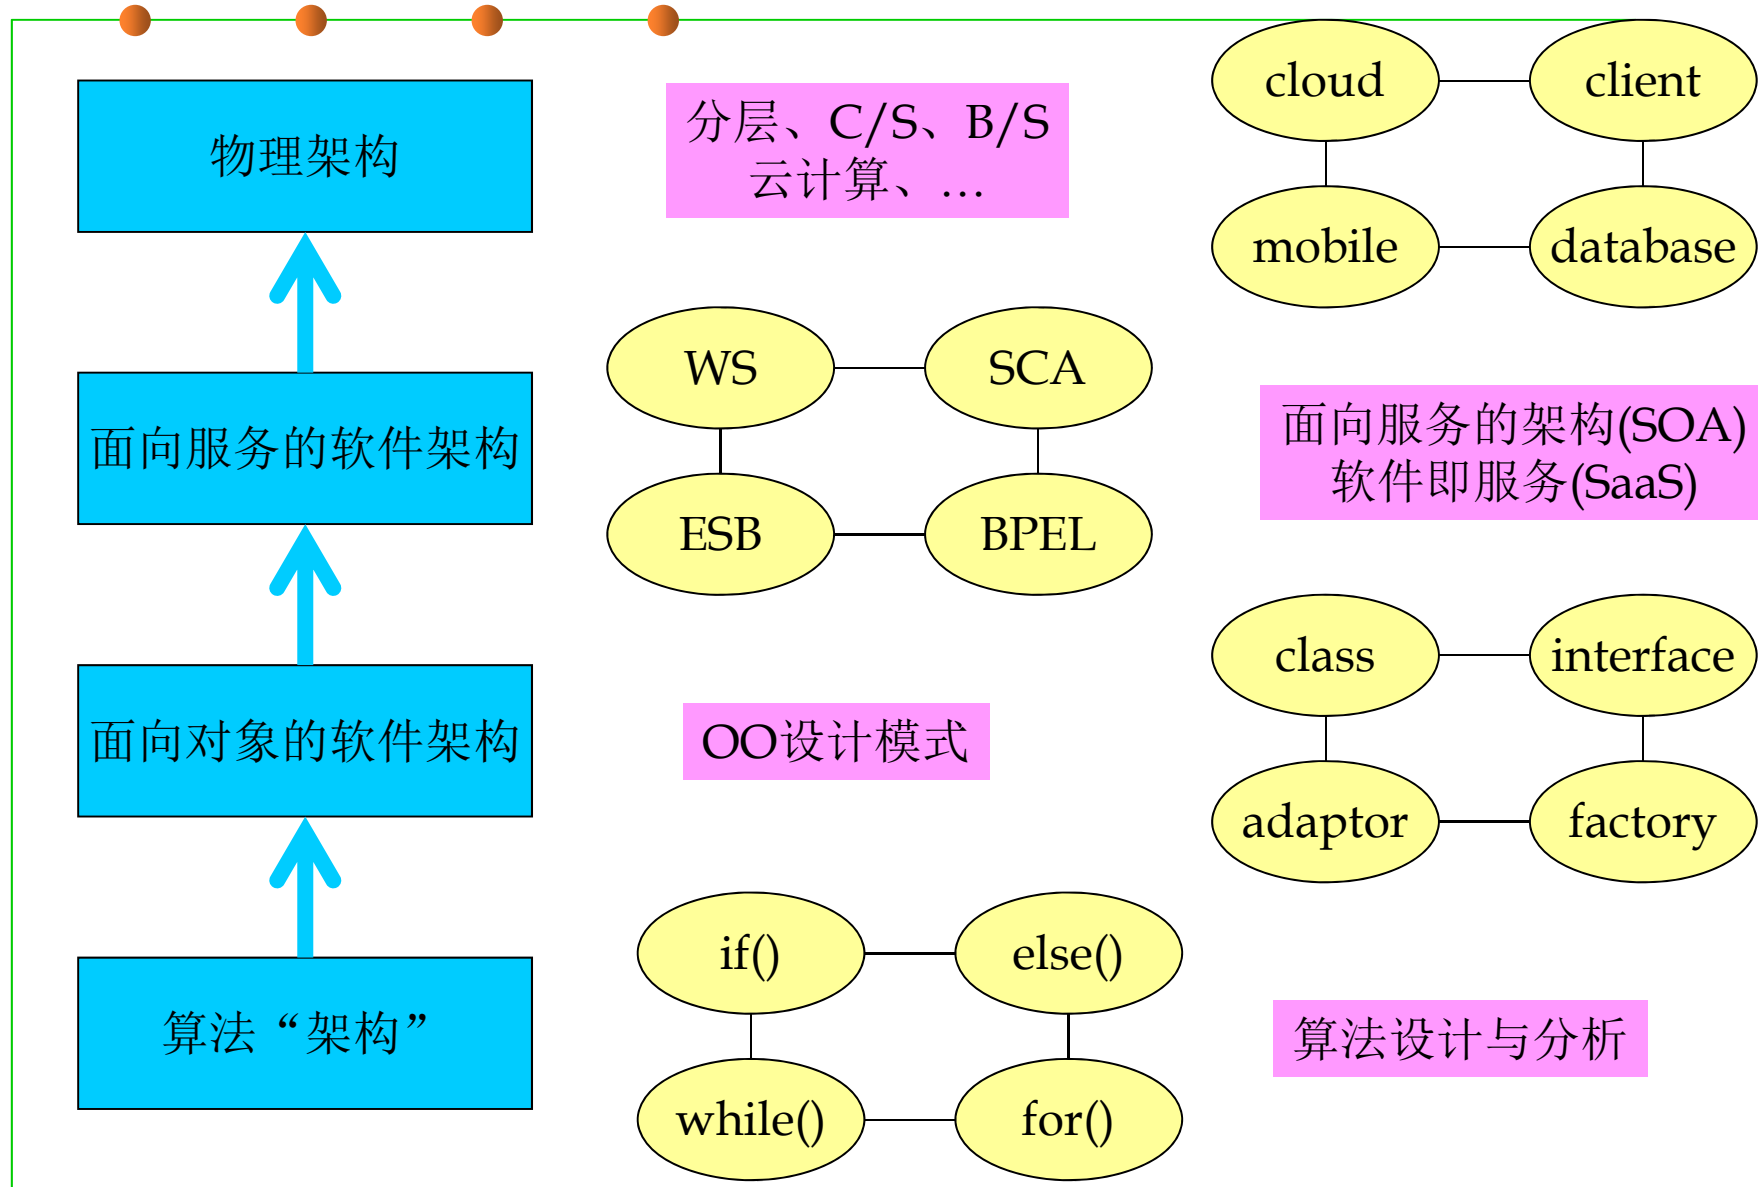 物理架构
分层、C/S、B/S
云计算、…
cloud
client
mobile
database
面向服务的软件架构
WS
SCA
ESB
BPEL
面向服务的架构(SOA)
软件即服务(SaaS)
面向对象的软件架构
OO设计模式
class
interface
adaptor
factory
算法“架构”
if()
else()
while()
for()
算法设计与分析